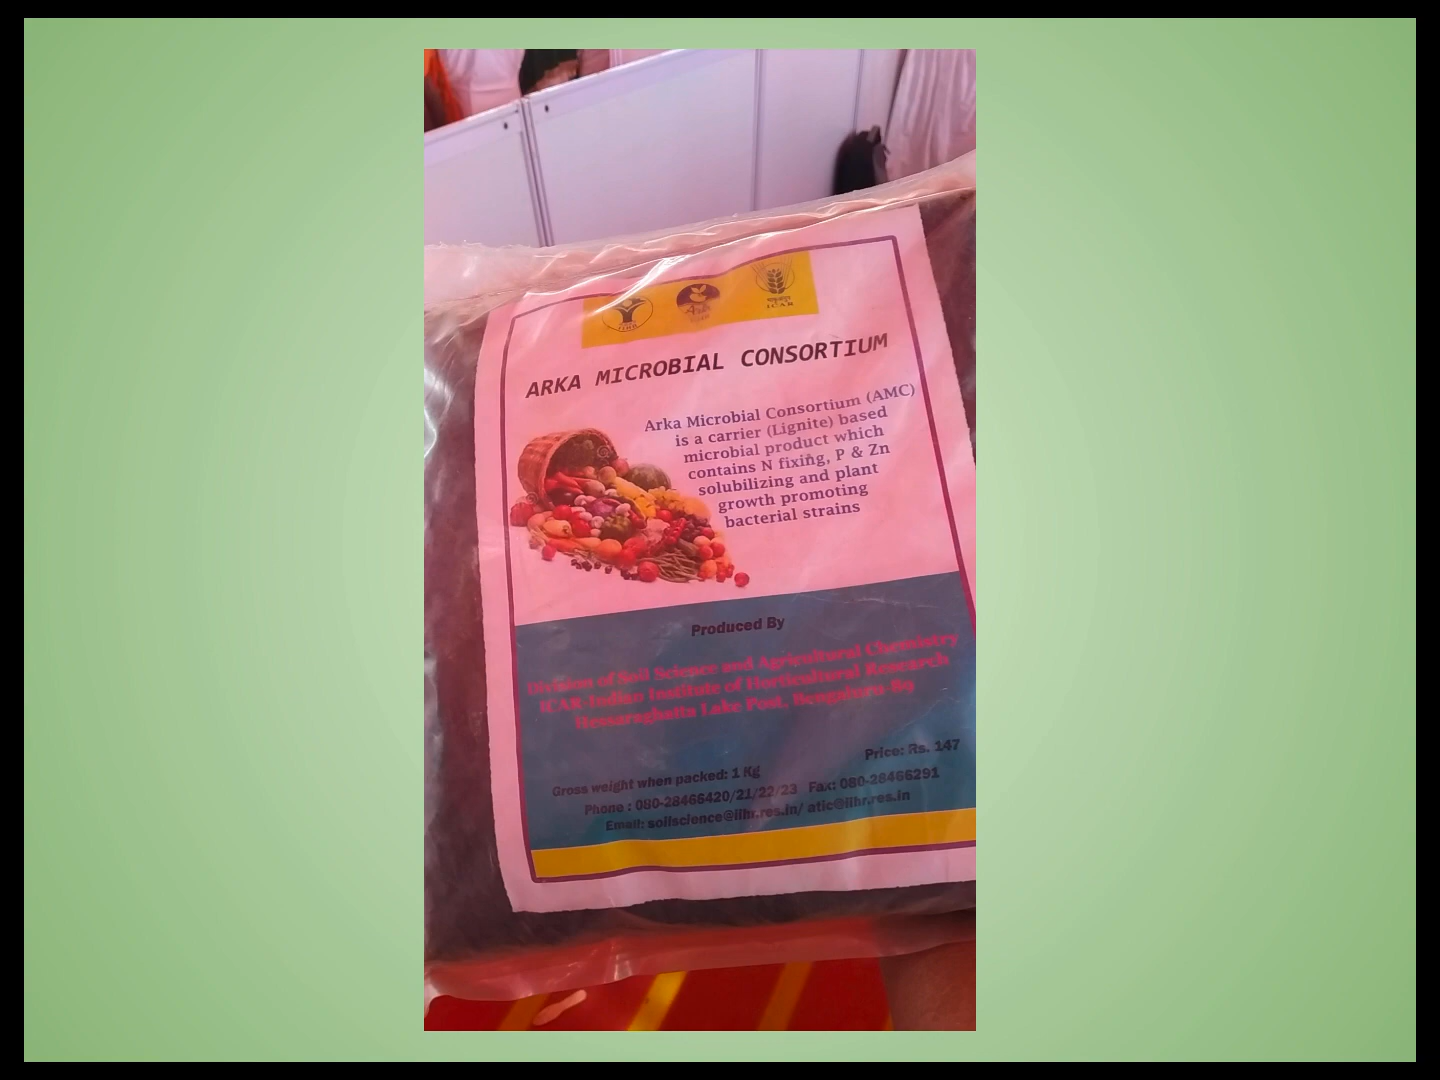 IIHR
Arka
ICAR
ARKA MICROBIAL CONSORTIUM
Arka Microbial Consortium (AMC)
is a carrier (Lignite) based
microbial product which
contains N fixing, P & Zn
solubilizing and plant
growth promoting
bacterial strains
Produced By
Division of Soil Science and Agricultural Chemistry
ICAR-Indian Institute of Horticultural Research
Hessaraghatta Lake Post, Bengaluru-89
Price: Rs. 147
Gross weight when packed: 1 Kg
Phone : 080-28466420/21/22/23 Fax: 080-28466291
Email: soilscience@iihr.res.in/ atic@iihr.res.in